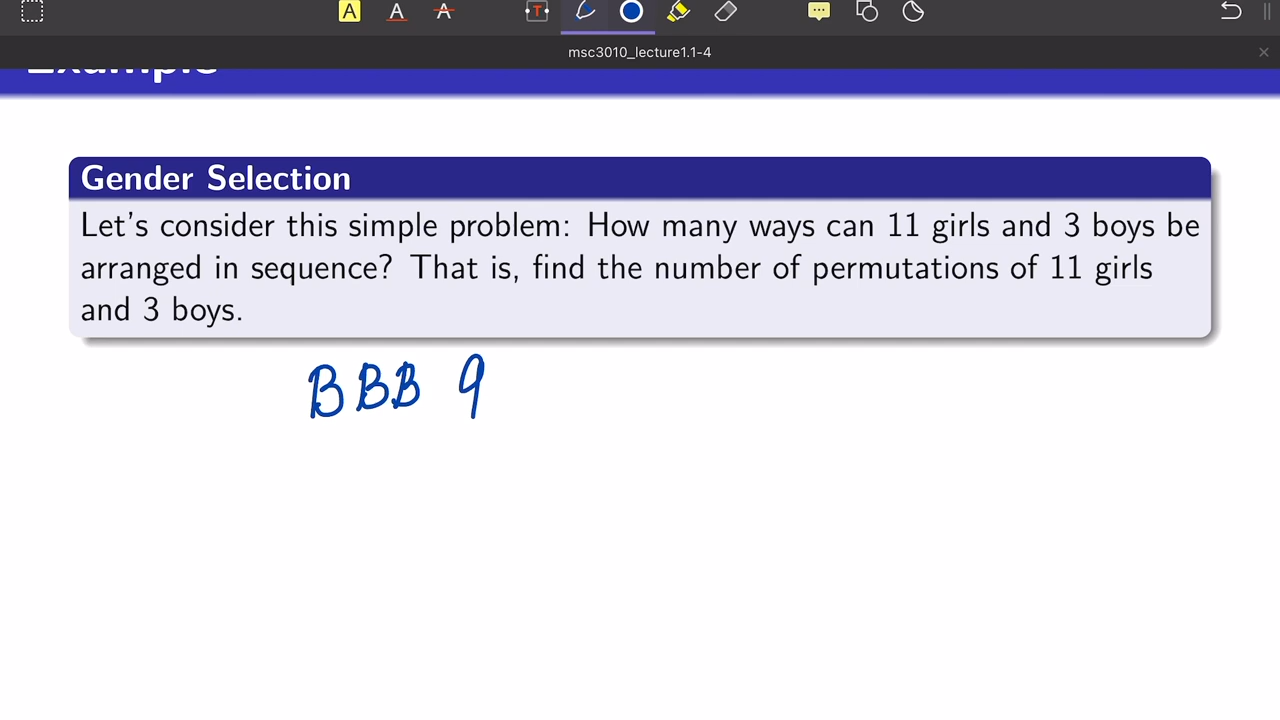 A A A T
msc3010_lecture1.1-4
Example
Gender Selection
Let's consider this simple problem: How many ways can 11 girls and 3 boys be
arranged in sequence? That is, find the number of permutations of 11 girls
and 3 boys.
B B B